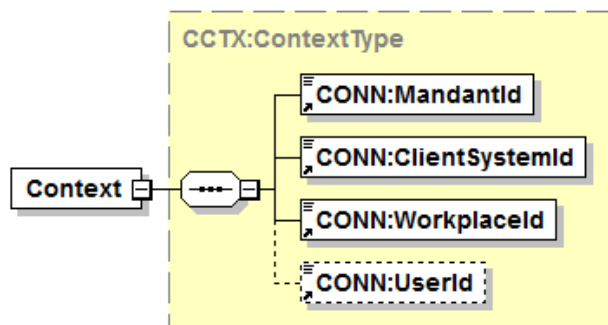 CCTX:ContextType
CONN:MandantId
CONN:ClientSystemId
Context
CONN:WorkplaceId
CONN:UserId